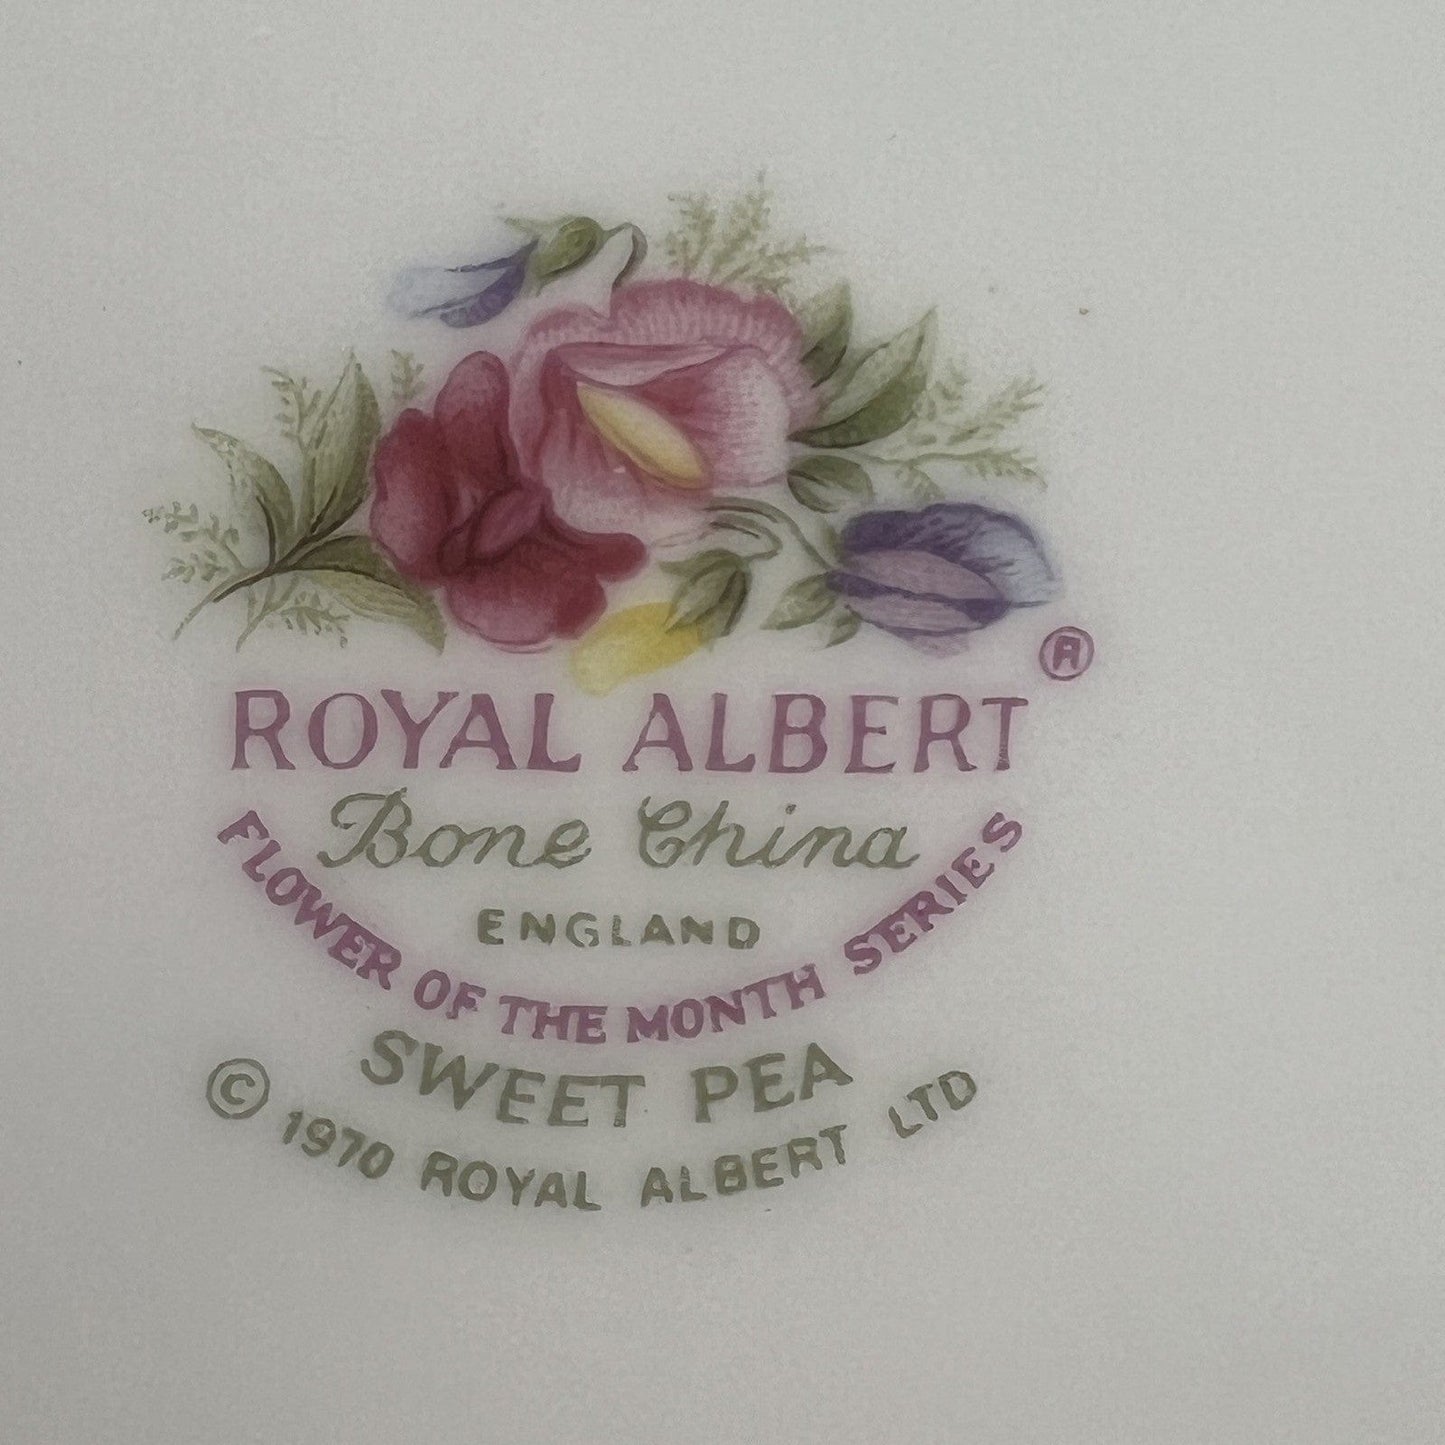 ROYAL ALBERT ®
Bone China
ENGLAND
FLOWER OF THE MONTH SERIES
SWEET PEA
© 1970 ROYAL ALBERT LTD